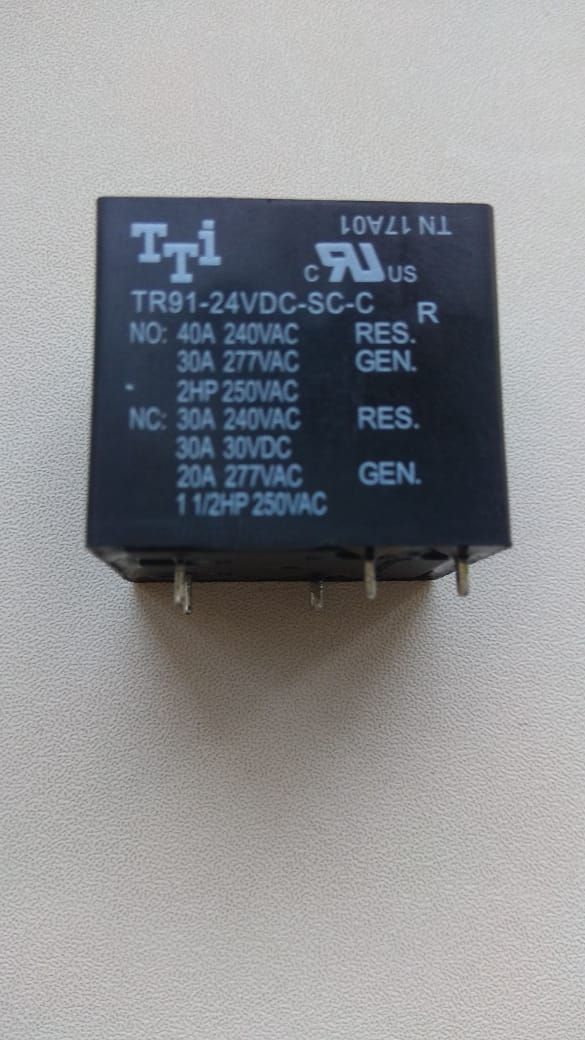 TTi
TN 17A01
c RU US
TR91-24VDC-SC-C R
NO: 40A 240VAC RES.
30A 277VAC GEN.
2HP 250VAC
NC: 30A 240VAC RES.
30A 30VDC
20A 277VAC GEN.
1 1/2HP 250VAC